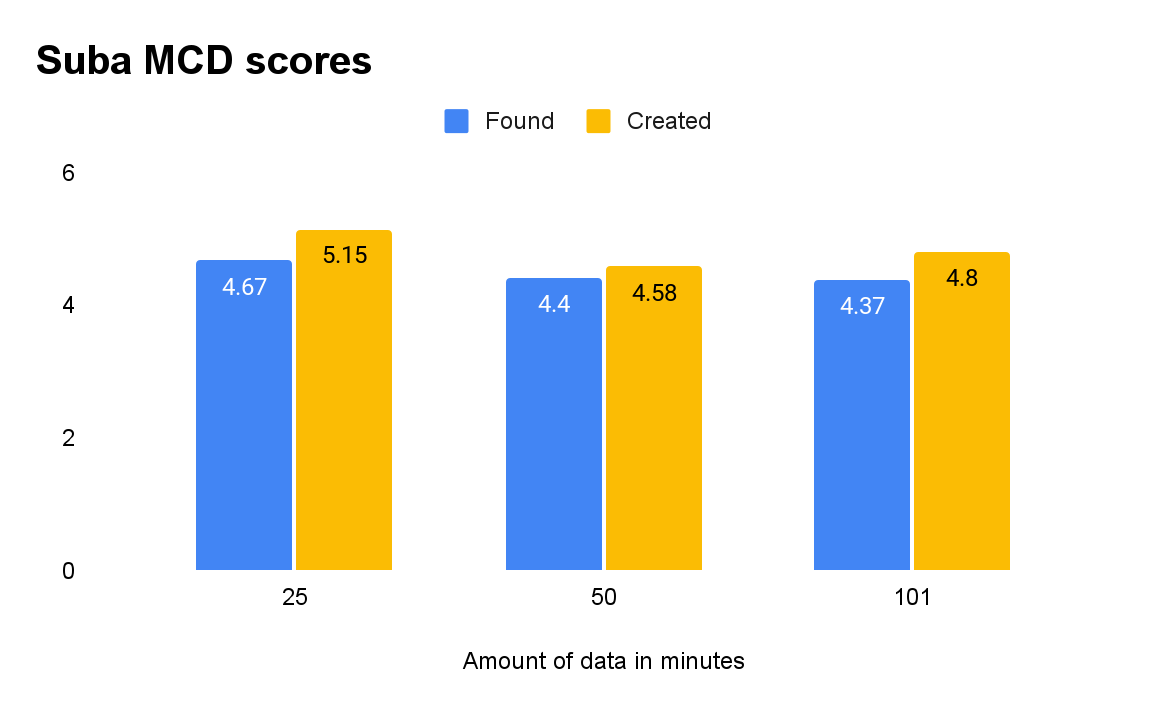 Suba MCD scores
Found Created
6
4
2
0
4.67 5.15 4.4 4.58 4.37 4.8
25 50 101
Amount of data in minutes